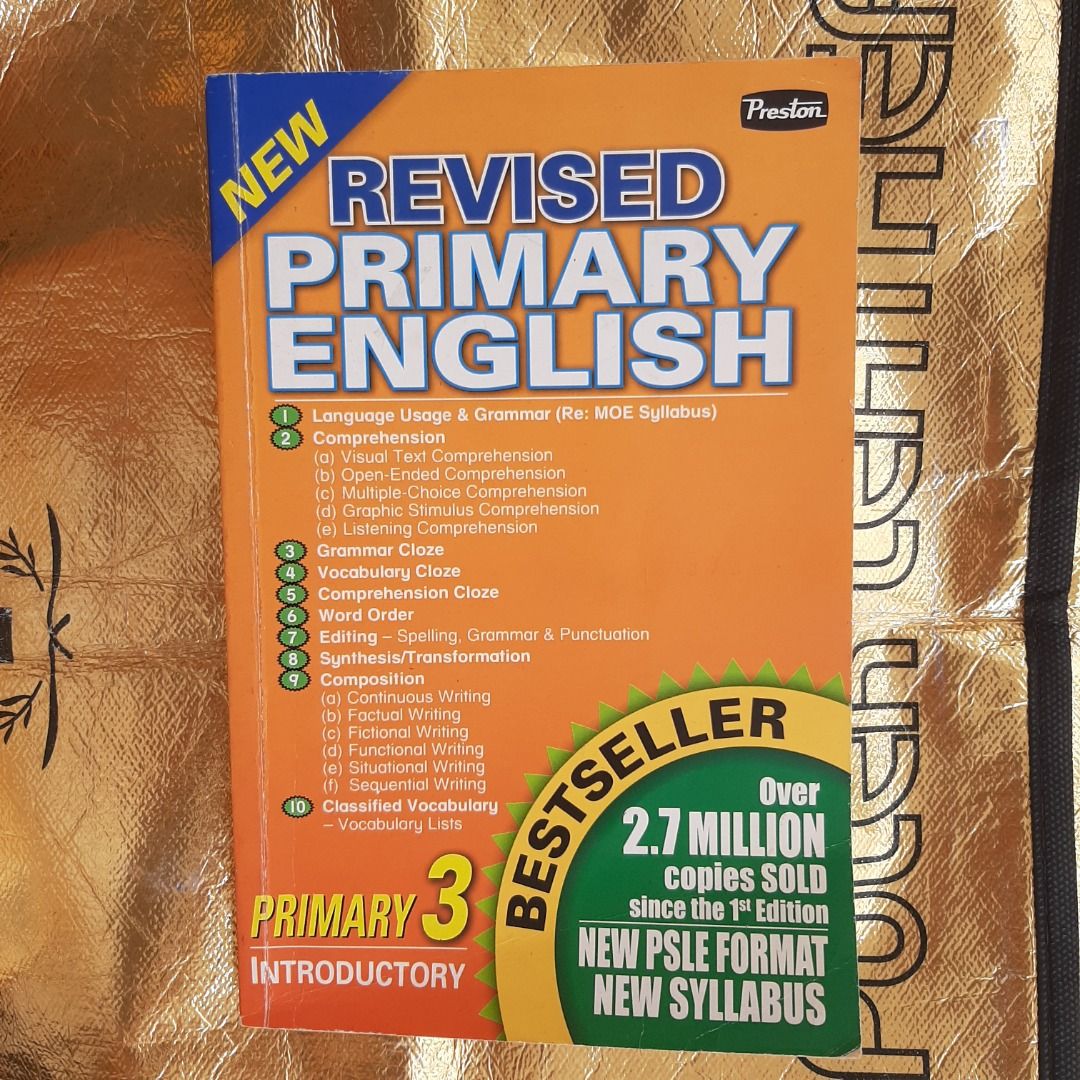 NEW
Preston
REVISED
PRIMARY
ENGLISH
1 Language Usage & Grammar (Re: MOE Syllabus)
2 Comprehension
(a) Visual Text Comprehension
(b) Open-Ended Comprehension
(c) Multiple-Choice Comprehension
(d) Graphic Stimulus Comprehension
(e) Listening Comprehension
3 Grammar Cloze
4 Vocabulary Cloze
5 Comprehension Cloze
6 Word Order
7 Editing – Spelling, Grammar & Punctuation
8 Synthesis/Transformation
9 Composition
(a) Continuous Writing
(b) Factual Writing
(c) Fictional Writing
(d) Functional Writing
(e) Situational Writing
(f) Sequential Writing
10 Classified Vocabulary
– Vocabulary Lists
PRIMARY 3
INTRODUCTORY
BESTSELLER
Over
2.7 MILLION
copies SOLD
since the 1st Edition
NEW PSLE FORMAT
NEW SYLLABUS